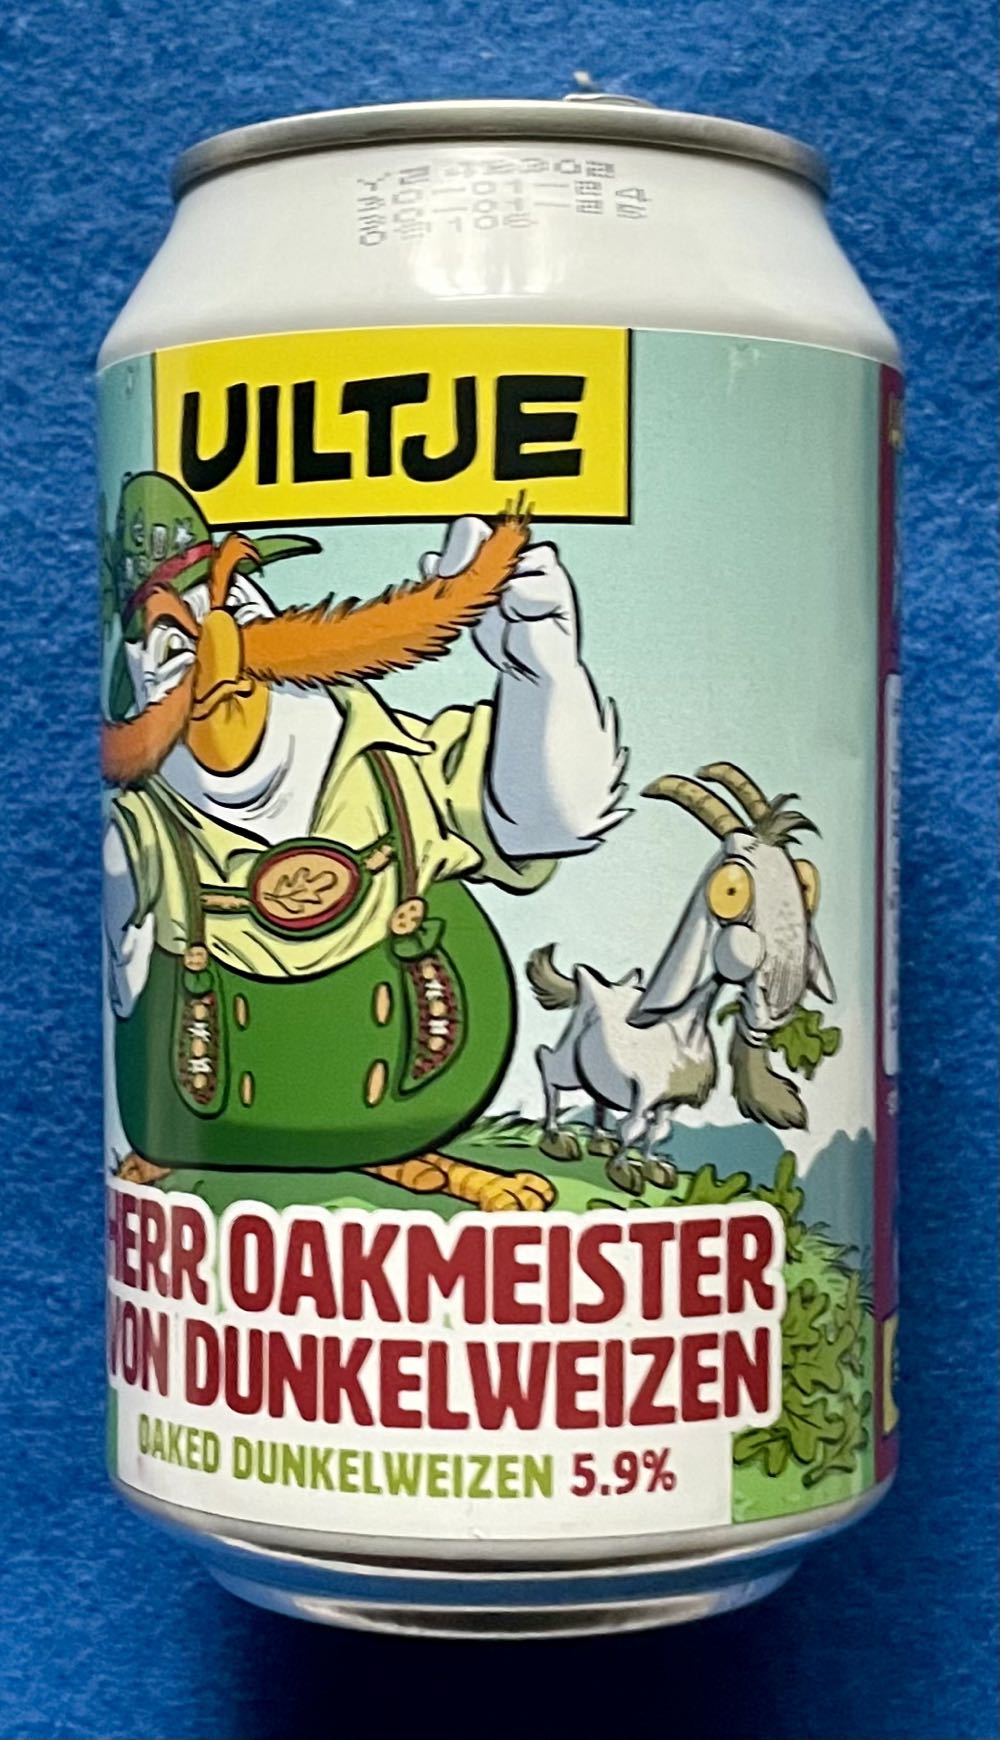 UILTJE
HERR OAKMEISTER
VON DUNKELWEIZEN
OAKED DUNKELWEIZEN 5.9%